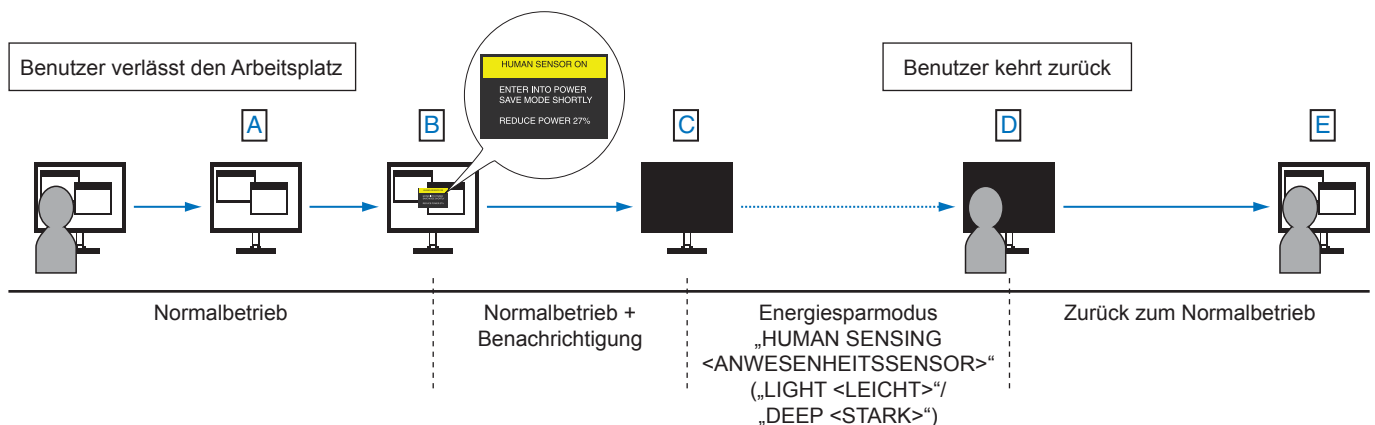 Benutzer verlässt den Arbeitsplatz
HUMAN SENSOR ON
ENTER INTO POWER
SAVE MODE SHORTLY
REDUCE POWER 27%
Benutzer kehrt zurück
A
B
C
D
E
Normalbetrieb
Normalbetrieb +
Benachrichtigung
Energiesparmodus
„HUMAN SENSING
<ANWESENHEITSSENSOR>“
(„LIGHT <LEICHT>“/
„DEEP <STARK>“)
Zurück zum Normalbetrieb